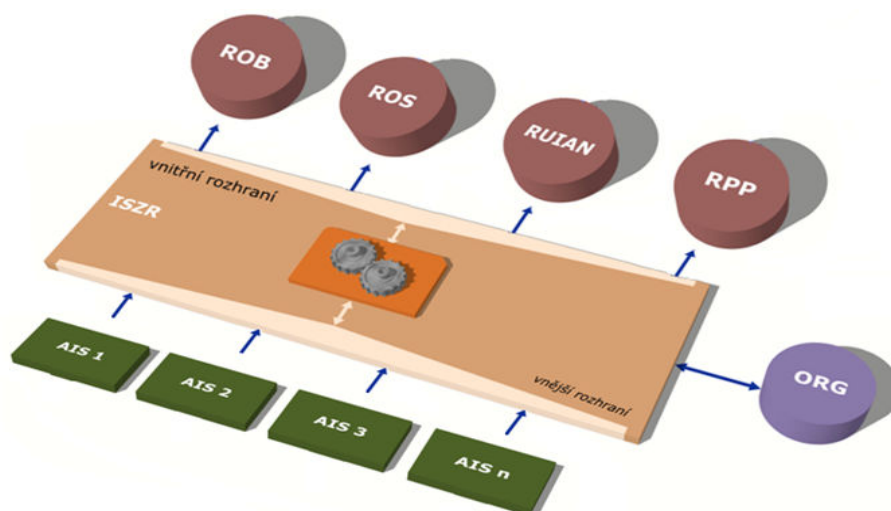 ROB
ROS
RUIAN
RPP
vnitřní rozhraní
ISZR
AIS 1
AIS 2
AIS 3
AIS n
vnější rozhraní
ORG